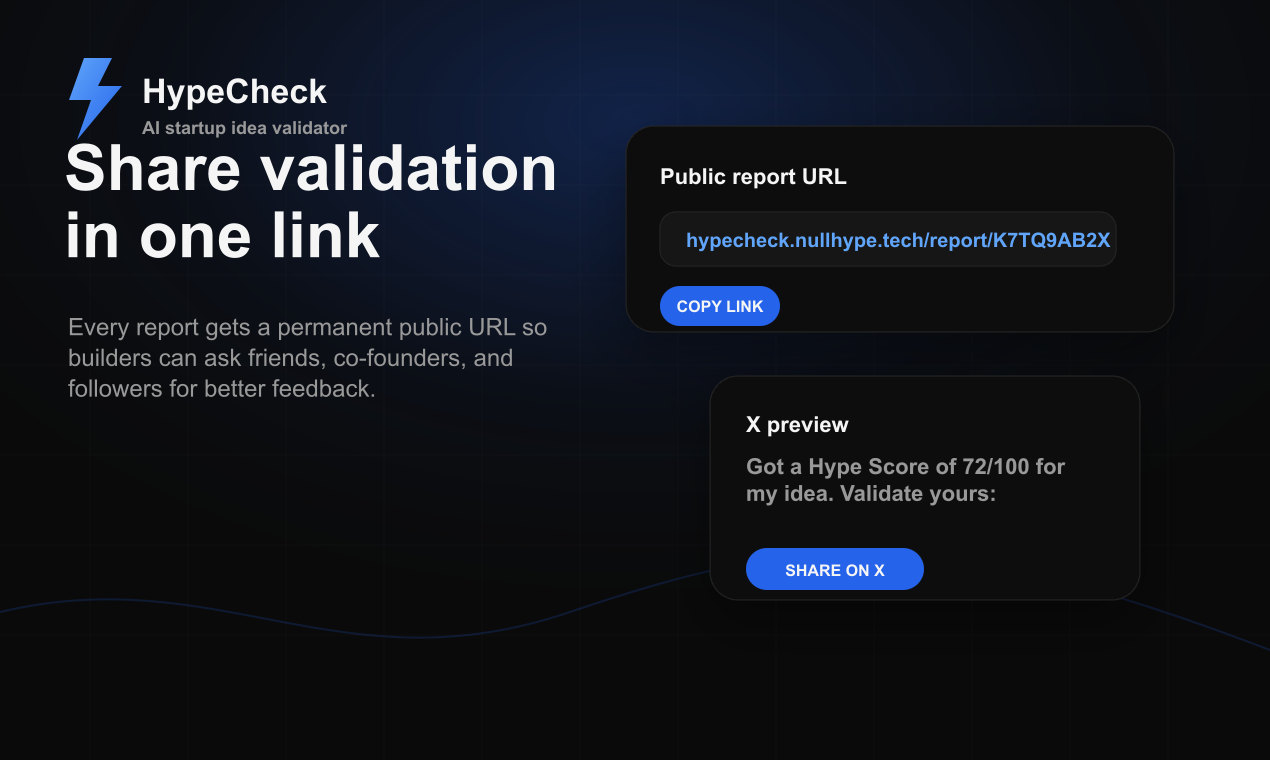 HypeCheck
AI startup idea validator
Share validation
in one link
Every report gets a permanent public URL so
builders can ask friends, co-founders, and
followers for better feedback.
Public report URL
hypecheck.nullhype.tech/report/K7TQ9AB2X
COPY LINK
X preview
Got a Hype Score of 72/100 for
my idea. Validate yours:
SHARE ON X